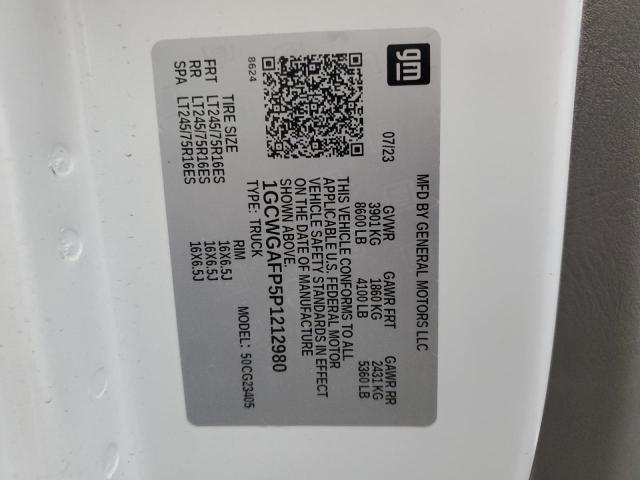 gm
MFD BY GENERAL MOTORS LLC
07/23 GVWR GAWR FRT GAWR RR
3901 KG 1860 KG 2431 KG
8600 LB 4100 LB 5360 LB
THIS VEHICLE CONFORMS TO ALL
APPLICABLE U.S. FEDERAL MOTOR
VEHICLE SAFETY STANDARDS IN EFFECT
ON THE DATE OF MANUFACTURE
SHOWN ABOVE.
1GCWGAFP5P1212980
TYPE: TRUCK MODEL: 50CG23405
8624
TIRE SIZE RIM
FRT LT245/75R16ES 16X6.5J
RR LT245/75R16ES 16X6.5J
SPA LT245/75R16ES 16X6.5J